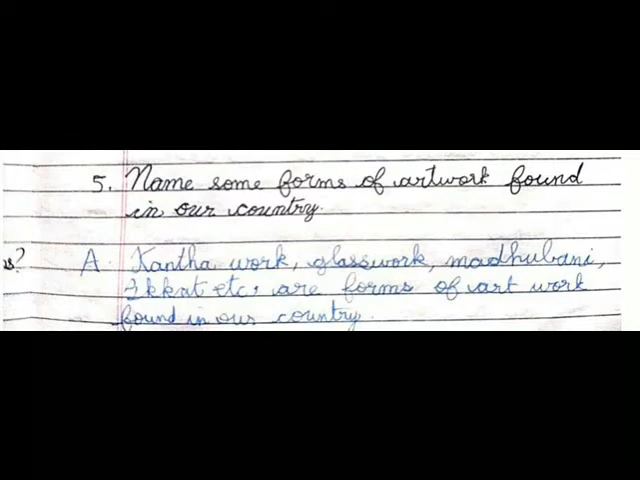 5. Name some forms of artwork found
in our country.
s?
A. Kantha work, glasswork, madhubani,
Ikkat etc, are forms of art work
found in our country.